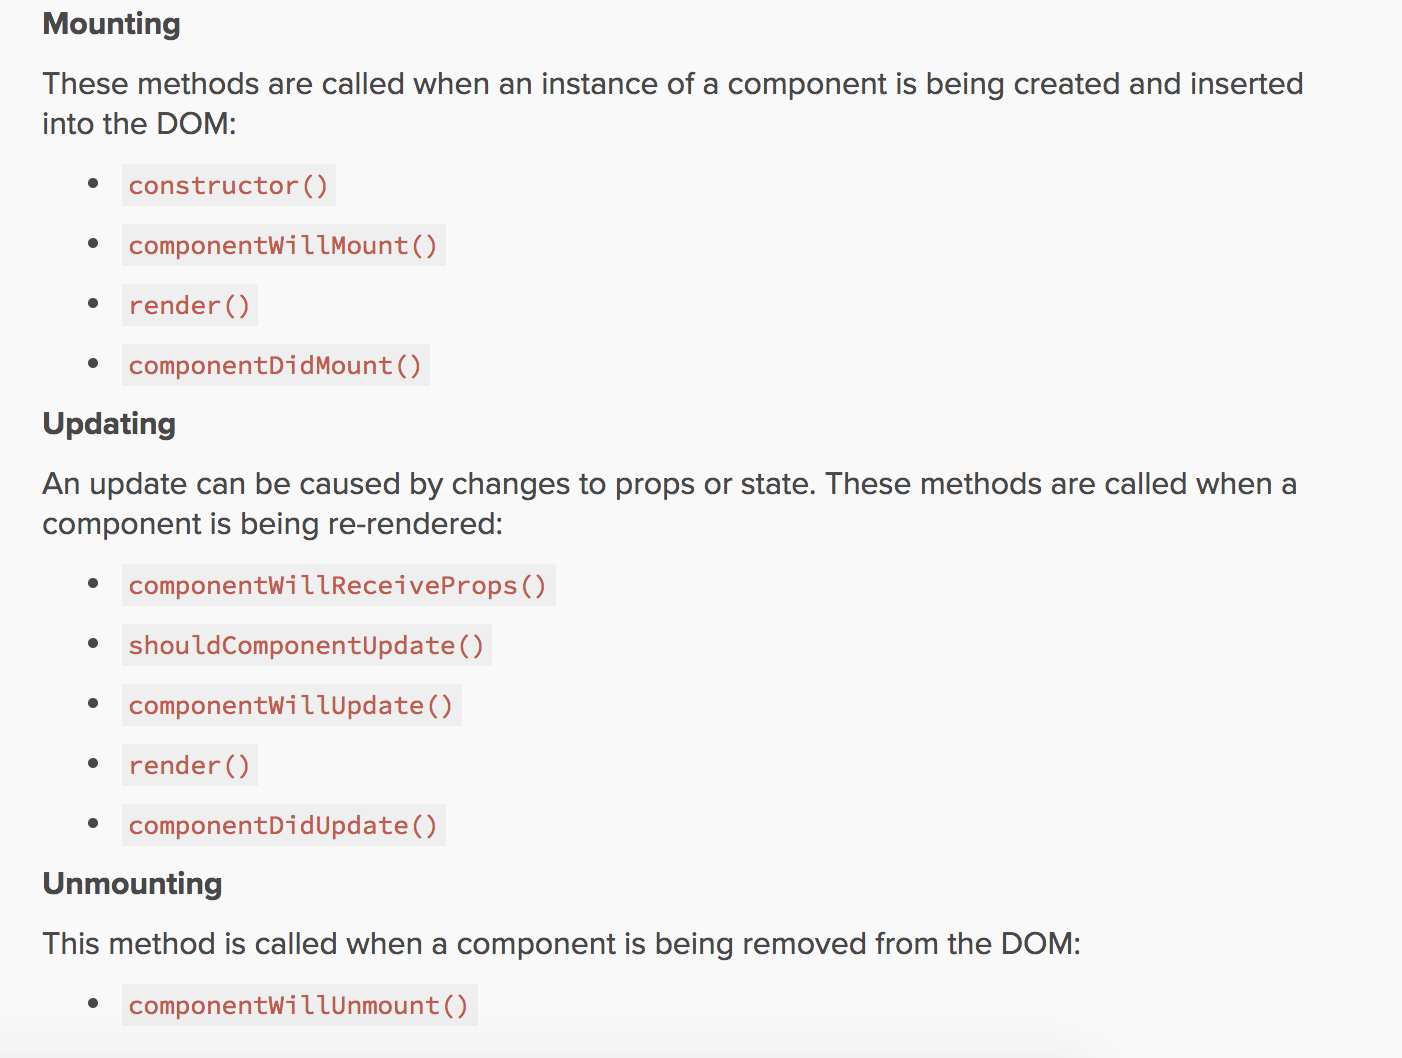 Mounting
These methods are called when an instance of a component is being created and inserted
into the DOM:
constructor()
componentWillMount()
render()
componentDidMount()
Updating
An update can be caused by changes to props or state. These methods are called when a
component is being re-rendered:
componentWillReceiveProps()
shouldComponentUpdate()
componentWillUpdate()
render()
componentDidUpdate()
Unmounting
This method is called when a component is being removed from the DOM:
componentWillUnmount()